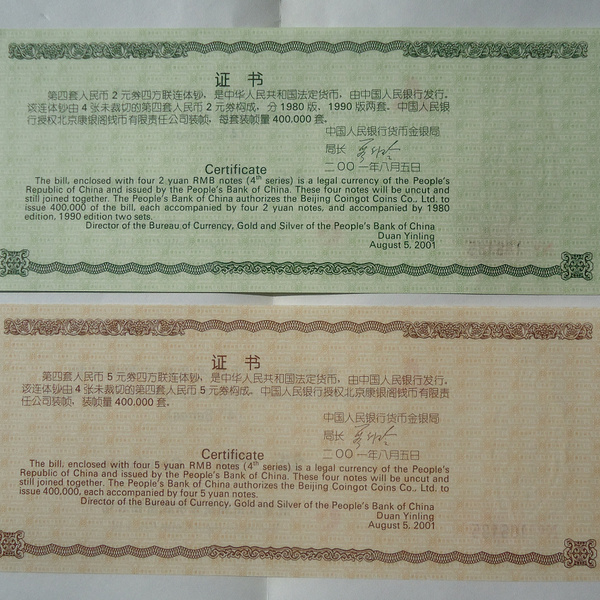 证 书
第四套人民币 2 元券四方联连体钞，是中华人民共和国法定货币，由中国人民银行发行。
该连体钞由 4 张未裁切的第四套人民币 2 元券构成，分 1980 版、1990 版两套。中国人民银
行授权北京康银阁钱币有限责任公司装帧，每套装帧量 400.000 套。
中国人民银行货币金银局
局长
二〇〇一年八月五日
Certificate
The bill, enclosed with four 2 yuan RMB notes (4th series) is a legal currency of the People's
Republic of China and issued by the People's Bank of China. These four notes will be uncut and
still joined together. The People's Bank of China authorizes the Beijing Coingot Coins Co., Ltd. to
issue 400.000 of the bill, each accompanied by four 2 yuan notes, and accompanied by 1980
edition. 1990 edition two sets.
Director of the Bureau of Currency, Gold and Silver of the People's Bank of China
Duan Yinling
August 5, 2001
证 书
第四套人民币 5 元券四方联连体钞，是中华人民共和国法定货币，由中国人民银行发行。
该连体钞由 4 张未裁切的第四套人民币 5 元券构成。中国人民银行授权北京康银阁钱币有限责
任公司装帧，装帧量 400.000 套。
中国人民银行货币金银局
局长
二〇〇一年八月五日
Certificate
The bill, enclosed with four 5 yuan RMB notes (4th series) is a legal currency of the People's
Republic of China and issued by the People's Bank of China. These four notes will be uncut and
still joined together. The People's Bank of China authorizes the Beijing Coingot Coins Co., Ltd. to
issue 400,000, each accompanied by four 5 yuan notes.
Director of the Bureau of Currency, Gold and Silver of the People's Bank of China
Duan Yinling
August 5, 2001